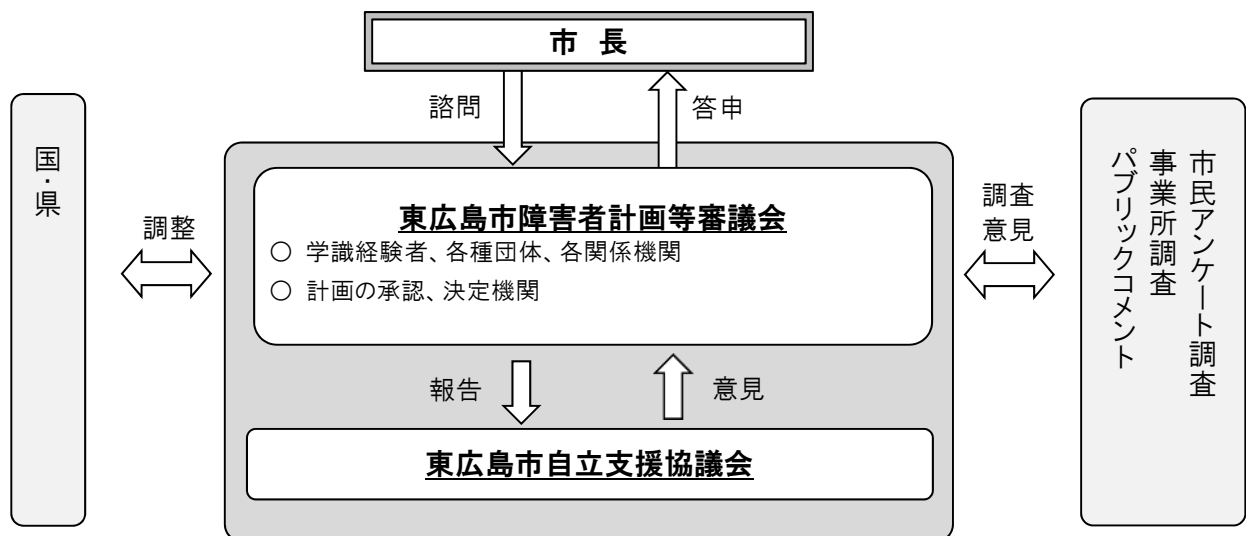 市 長
諮問
答申
国・県
調整
東広島市障害者計画等審議会
○ 学識経験者、各種団体、各関係機関
○ 計画の承認、決定機関
調査
意見
市民アンケート調査
事業所調査
パブリックコメント
報告
意見
東広島市自立支援協議会